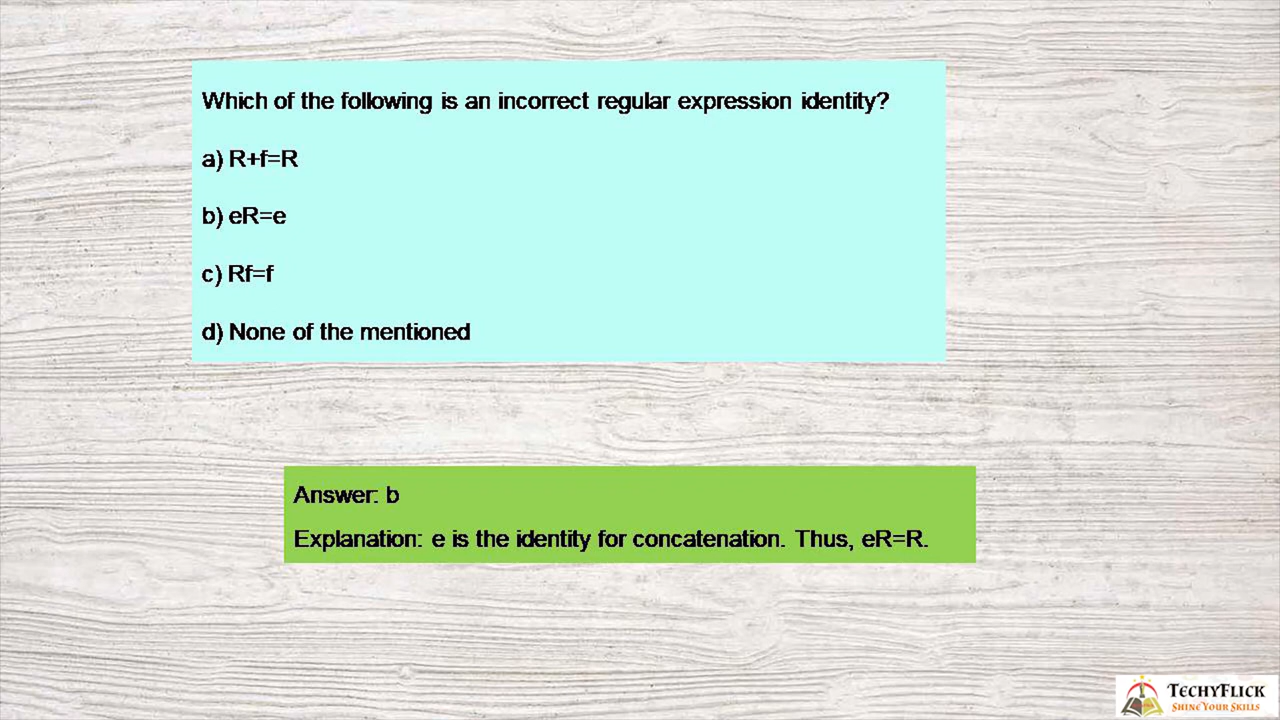 Which of the following is an incorrect regular expression identity?
a) R+f=R
b) eR=e
c) Rf=f
d) None of the mentioned
Answer: b
Explanation: e is the identity for concatenation. Thus, eR=R.
TECHYFLICK
SHINE YOUR SKILLS